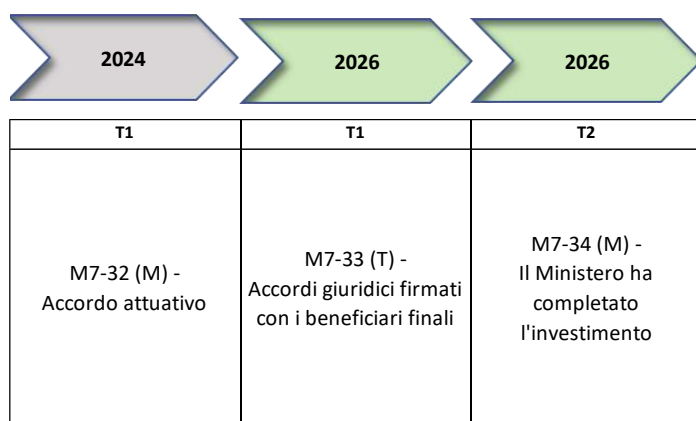 2024
2026
2026
T1
T1
T2
M7-32 (M) -
Accordo attuativo
M7-33 (T) -
Accordi giuridici firmati
con i beneficiari finali
M7-34 (M) -
Il Ministero ha
completato
l'investimento